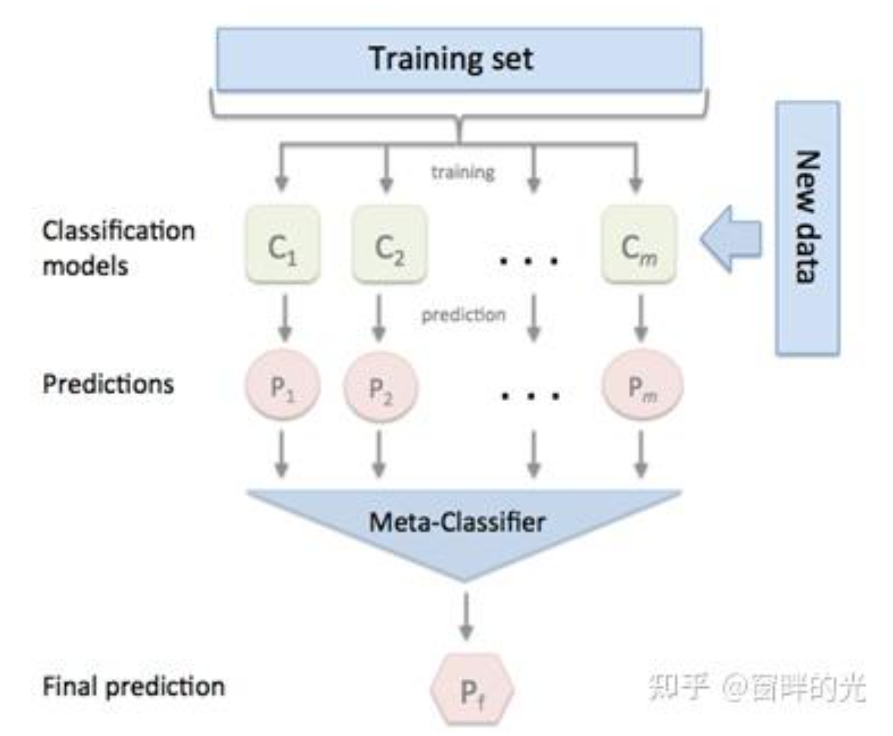 Training set
training
New data
Classification
models
C1
C2
...
Cm
prediction
Predictions
P1
P2
...
Pm
Meta-Classifier
Final prediction
Pf
知乎 @窗畔的光